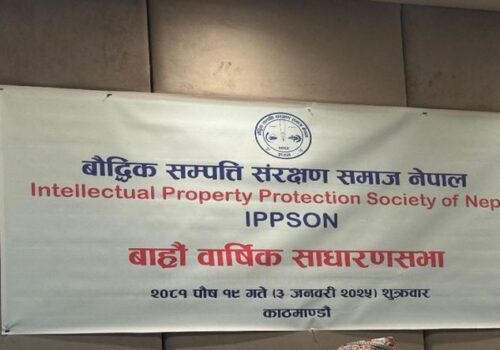 बौद्धिक सम्पत्ति संरक्षण समाज नेपाल
Intellectual Property Protection Society of Nep
IPPSON
बाह्रौ वार्षिक साधारणसभा
२०८१ पौष १९ गते (३ जनवरी २०२५) शुक्रवार
काठमाण्डौ